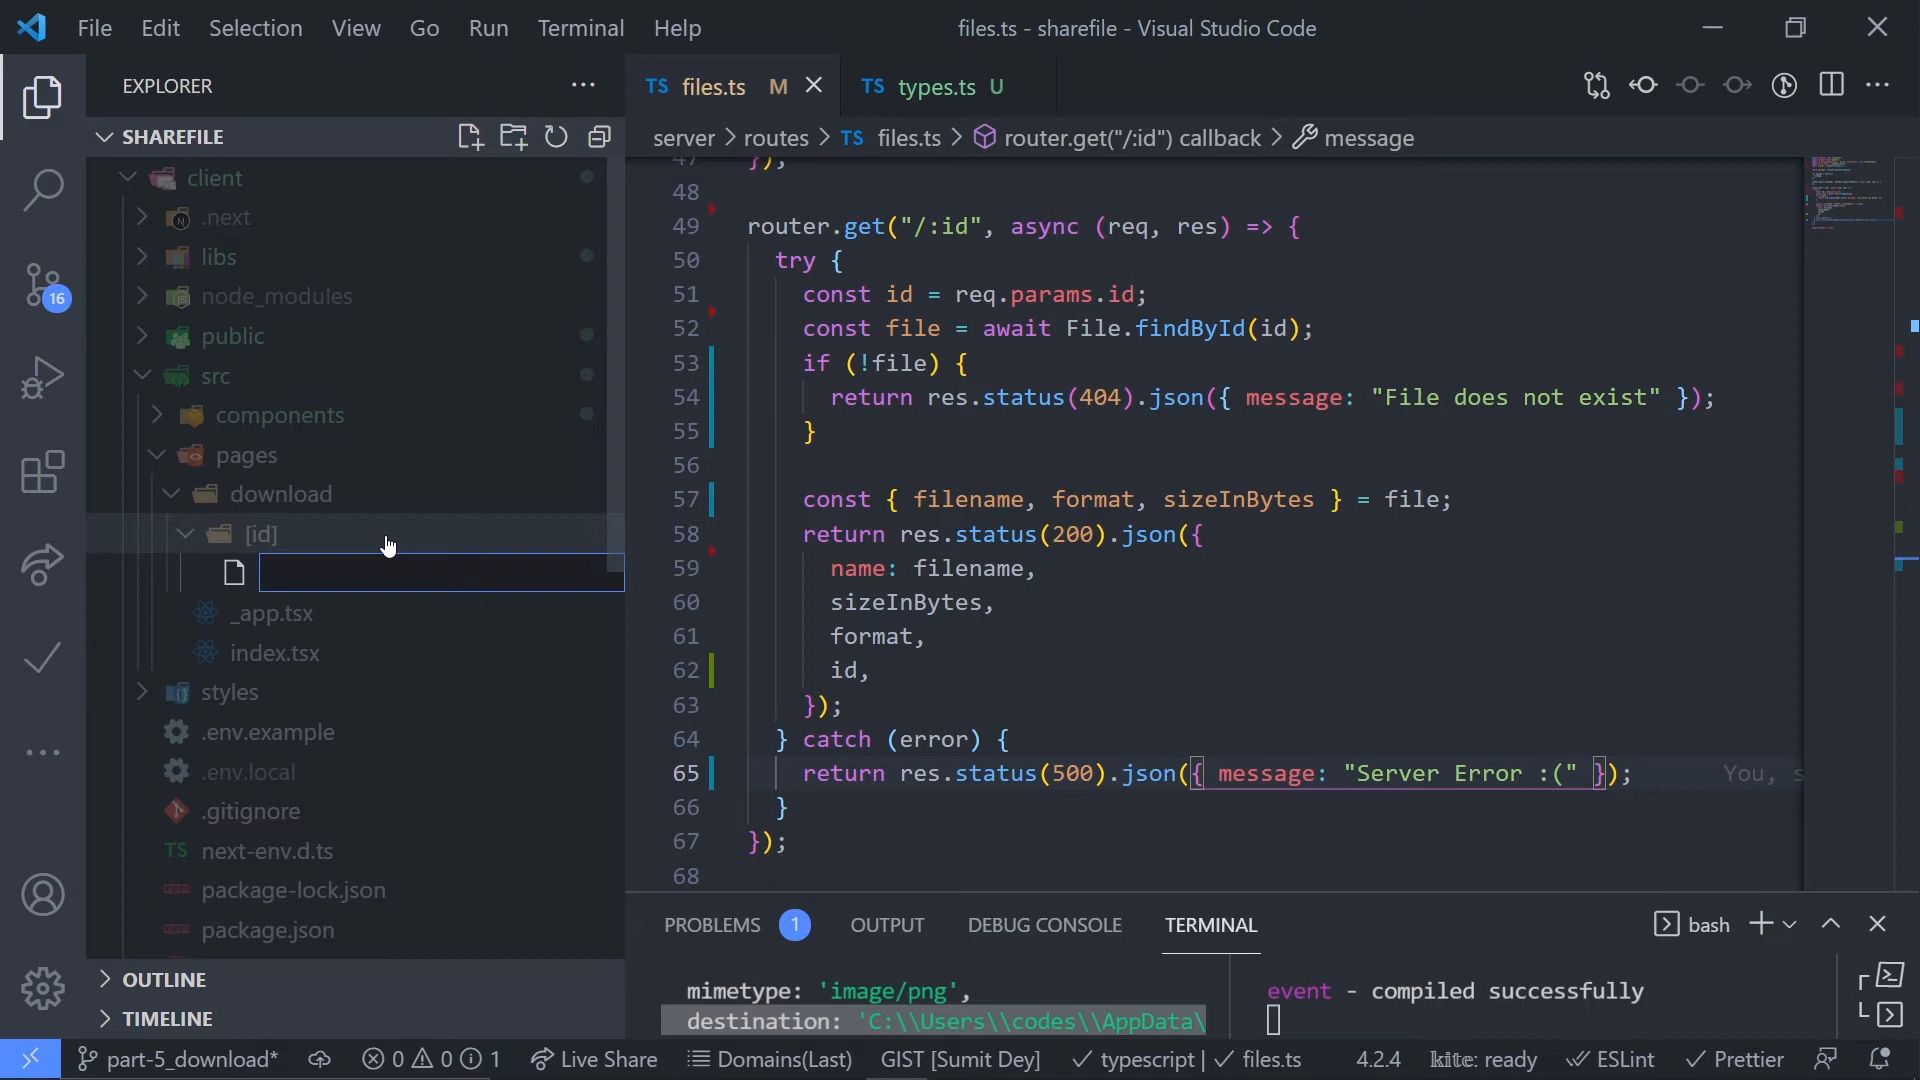 File Edit Selection View Go Run Terminal Help
files.ts - sharefile - Visual Studio Code
EXPLORER
SHAREFILE
client
.next
libs
node_modules
public
src
components
pages
download
[id]
_app.tsx
index.tsx
styles
.env.example
.env.local
.gitignore
next-env.d.ts
package-lock.json
package.json
OUTLINE
TIMELINE
16
TS files.ts M
TS types.ts U
server > routes > TS files.ts > router.get("/:id") callback > message
47 });
48
49 router.get("/:id", async (req, res) => {
50 try {
51 const id = req.params.id;
52 const file = await File.findById(id);
53 if (!file) {
54 return res.status(404).json({ message: "File does not exist" });
55 }
56
57 const { filename, format, sizeInBytes } = file;
58 return res.status(200).json({
59 name: filename,
60 sizeInBytes,
61 format,
62 id,
63 });
64 } catch (error) {
65 return res.status(500).json({ message: "Server Error :(" }); You, s
66 }
67 });
68
PROBLEMS 1 OUTPUT DEBUG CONSOLE TERMINAL
bash
mimetype: 'image/png',
destination: 'C:\\Users\\codes\\AppData\
event - compiled successfully
part-5_download* 0 0 1 Live Share Domains(Last) GIST [Sumit Dey] typescript | files.ts 4.2.4 kite: ready ESLint Prettier